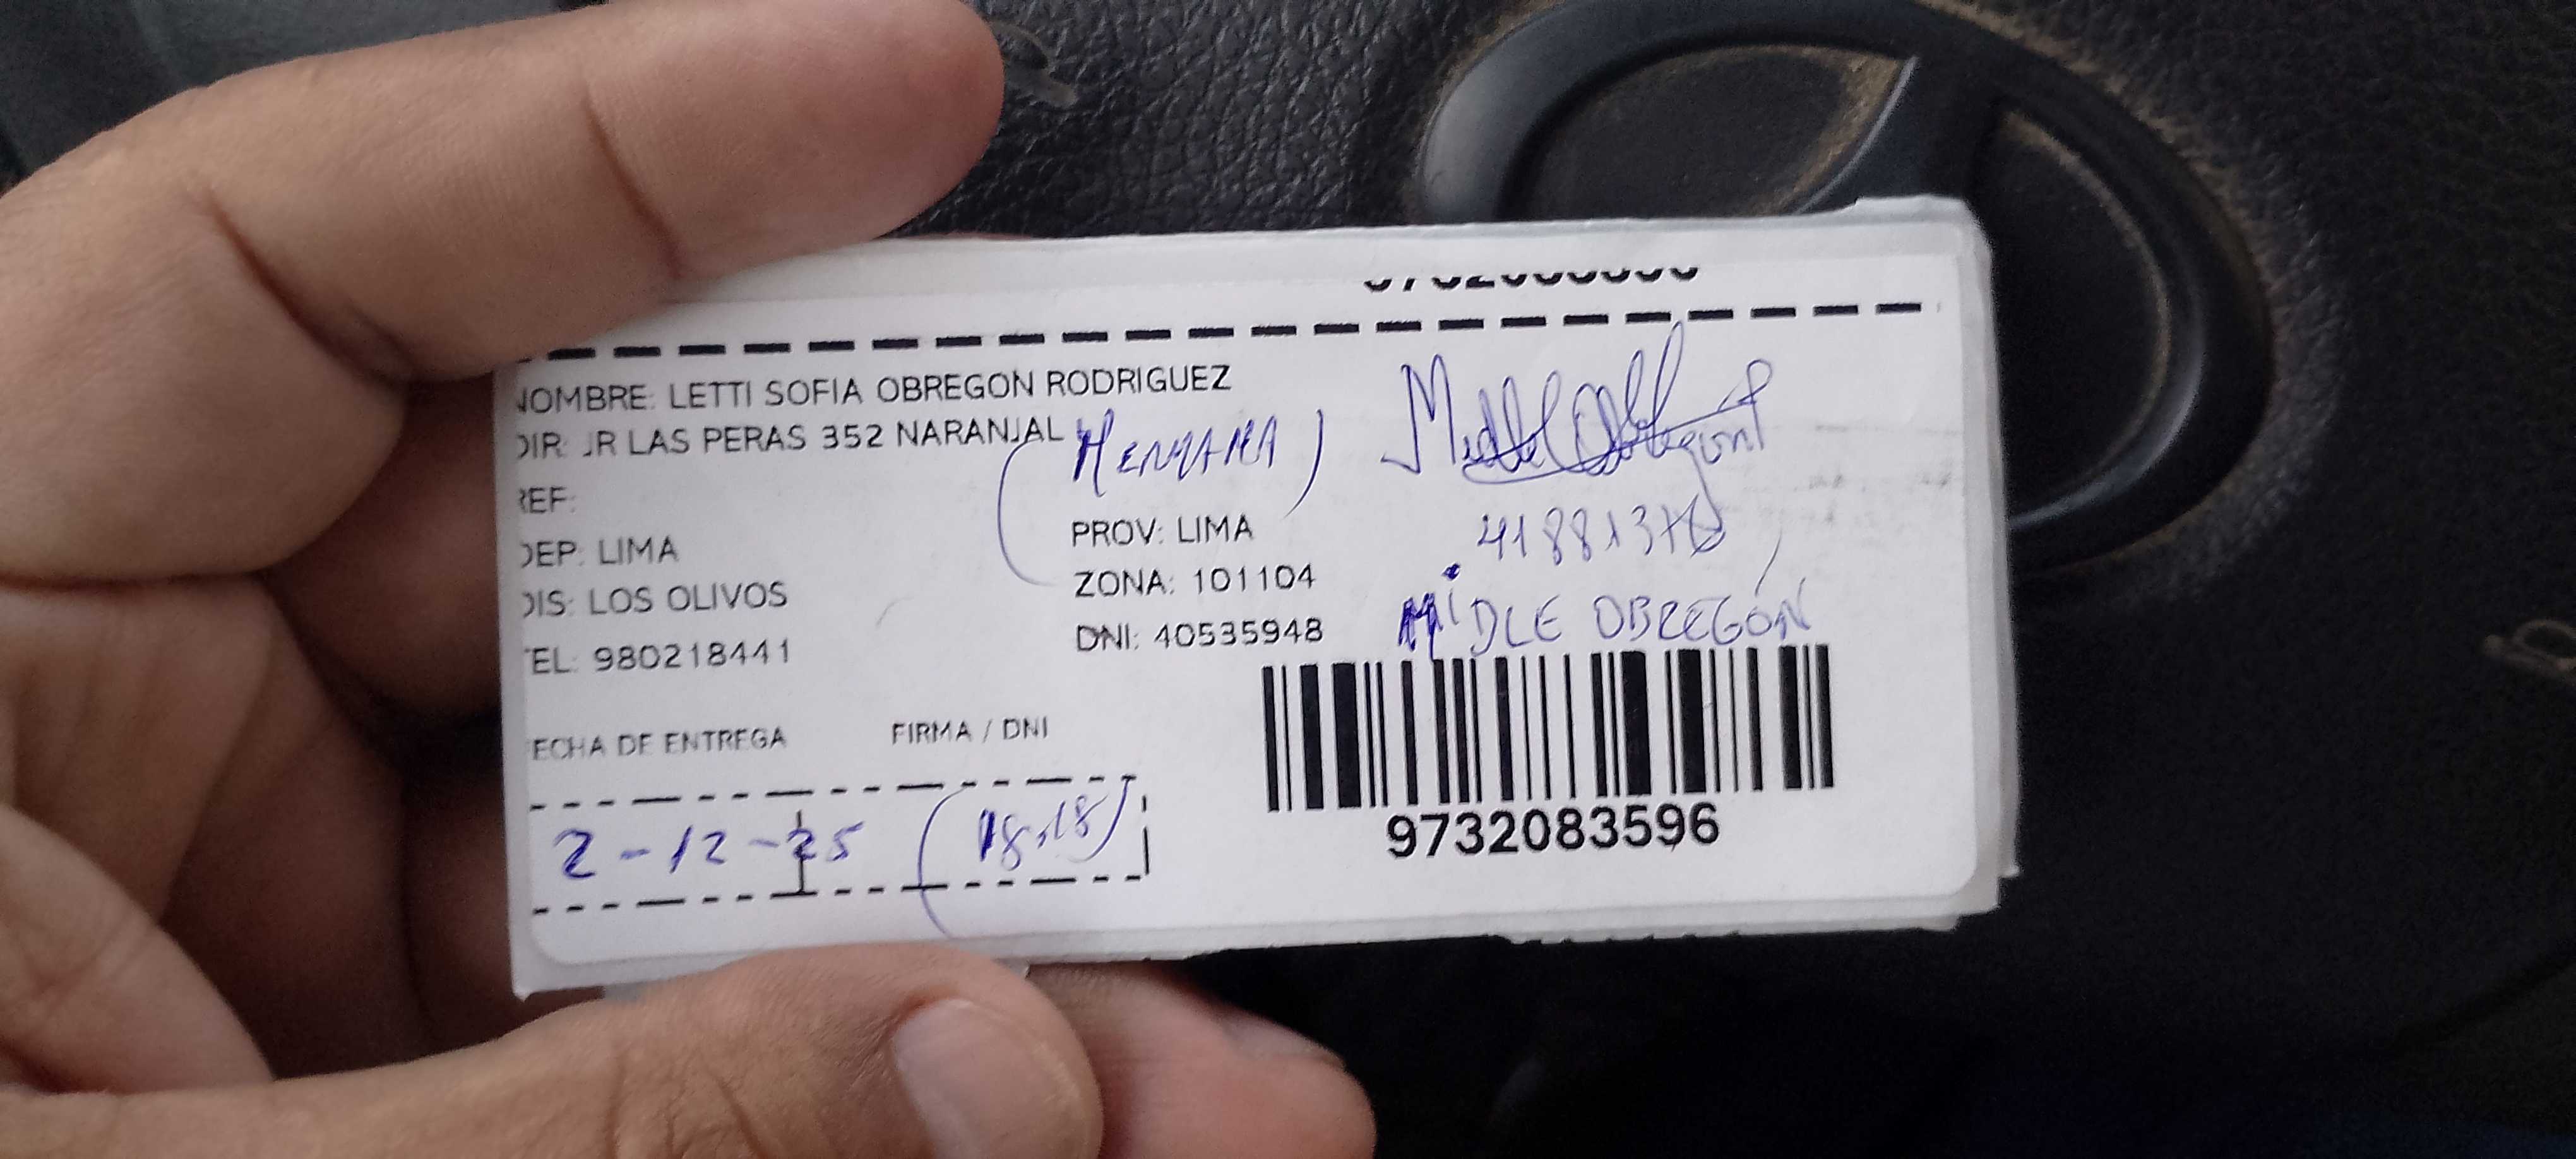 NOMBRE: LETTI SOFIA OBREGON RODRIGUEZ
DIR: JR LAS PERAS 352 NARANJAL
(HERMANA)
REF:
DEP: LIMA
PROV: LIMA
DIS: LOS OLIVOS
ZONA: 101104
TEL: 980218441
DNI: 40535948
MiDLE OBREGÓN
FECHA DE ENTREGA
FIRMA / DNI
2-12-25
(18:18)
9732083596